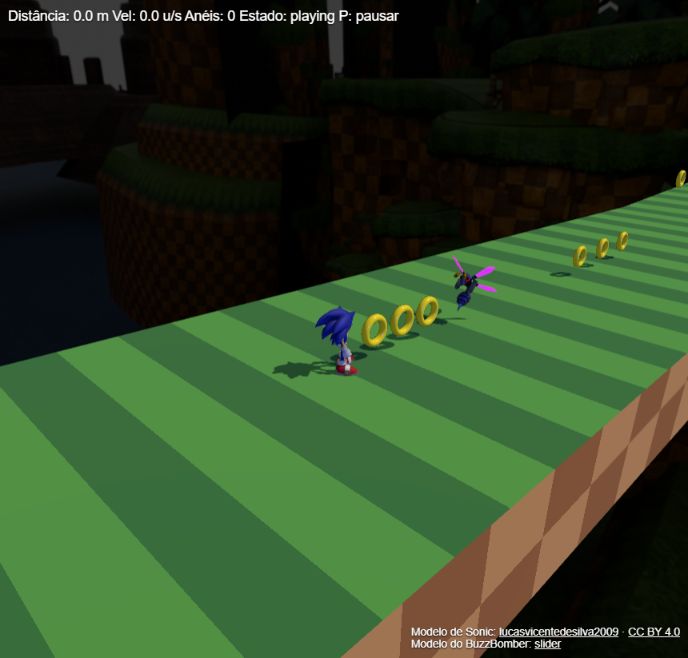 Distância: 0.0 m Vel: 0.0 u/s Anéis: 0 Estado: playing P: pausar
Modelo de Sonic: lucasvicentedesilva2009 · CC BY 4.0
Modelo do BuzzBomber: slider